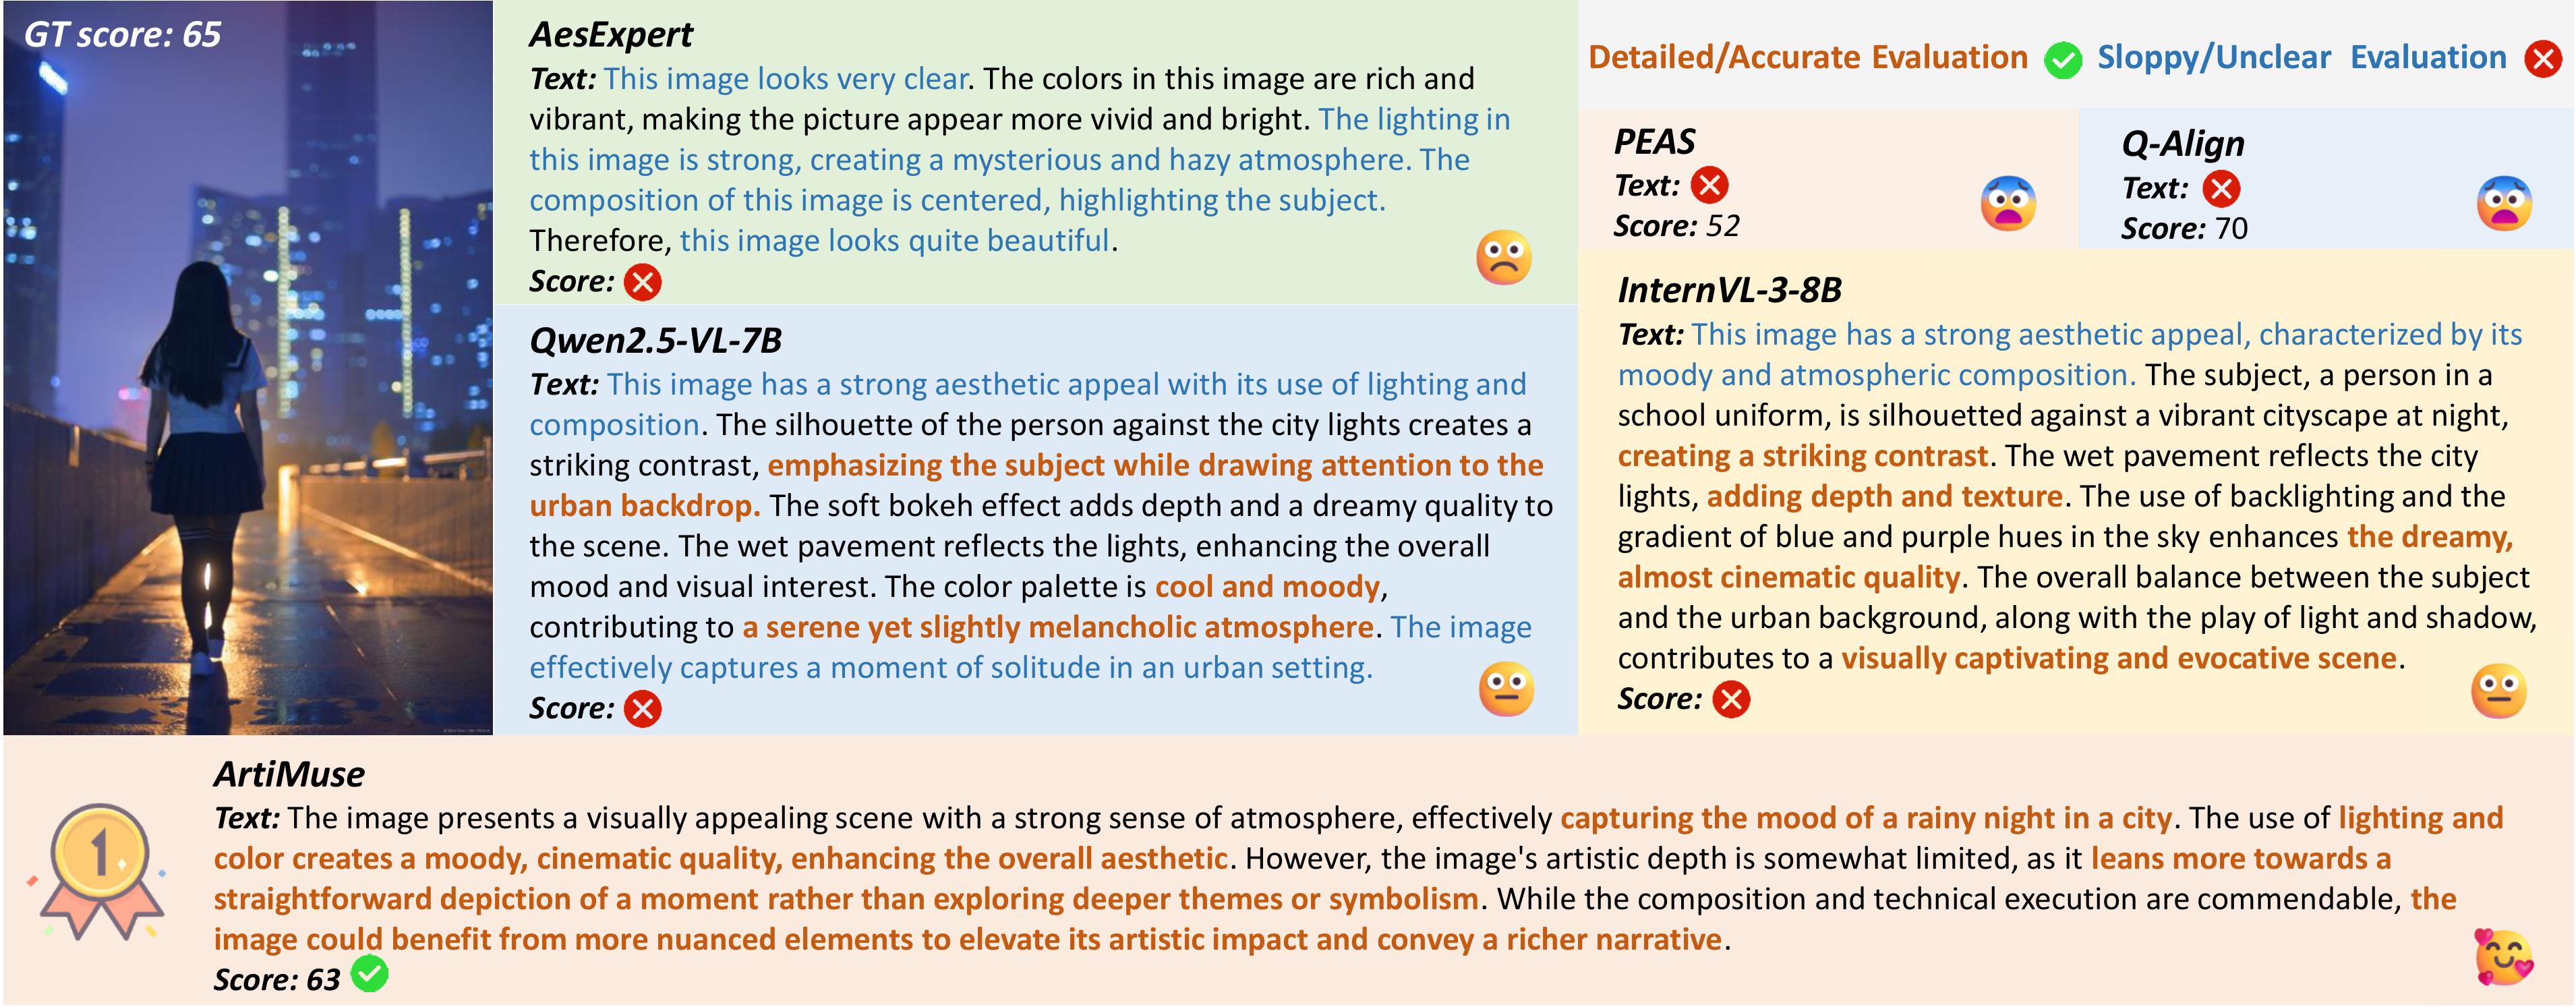 GT score: 65
AesExpert
Text: This image looks very clear. The colors in this image are rich and
vibrant, making the picture appear more vivid and bright. The lighting in
this image is strong, creating a mysterious and hazy atmosphere. The
composition of this image is centered, highlighting the subject.
Therefore, this image looks quite beautiful.
Score:
Qwen2.5-VL-7B
Text: This image has a strong aesthetic appeal with its use of lighting and
composition. The silhouette of the person against the city lights creates a
striking contrast, emphasizing the subject while drawing attention to the
urban backdrop. The soft bokeh effect adds depth and a dreamy quality to
the scene. The wet pavement reflects the lights, enhancing the overall
mood and visual interest. The color palette is cool and moody,
contributing to a serene yet slightly melancholic atmosphere. The image
effectively captures a moment of solitude in an urban setting.
Score:
Detailed/Accurate Evaluation Sloppy/Unclear Evaluation
PEAS
Text:
Score: 52
Q-Align
Text:
Score: 70
InternVL-3-8B
Text: This image has a strong aesthetic appeal, characterized by its
moody and atmospheric composition. The subject, a person in a
school uniform, is silhouetted against a vibrant cityscape at night,
creating a striking contrast. The wet pavement reflects the city
lights, adding depth and texture. The use of backlighting and the
gradient of blue and purple hues in the sky enhances the dreamy,
almost cinematic quality. The overall balance between the subject
and the urban background, along with the play of light and shadow,
contributes to a visually captivating and evocative scene.
Score:
1
ArtiMuse
Text: The image presents a visually appealing scene with a strong sense of atmosphere, effectively capturing the mood of a rainy night in a city. The use of lighting and
color creates a moody, cinematic quality, enhancing the overall aesthetic. However, the image's artistic depth is somewhat limited, as it leans more towards a
straightforward depiction of a moment rather than exploring deeper themes or symbolism. While the composition and technical execution are commendable, the
image could benefit from more nuanced elements to elevate its artistic impact and convey a richer narrative.
Score: 63